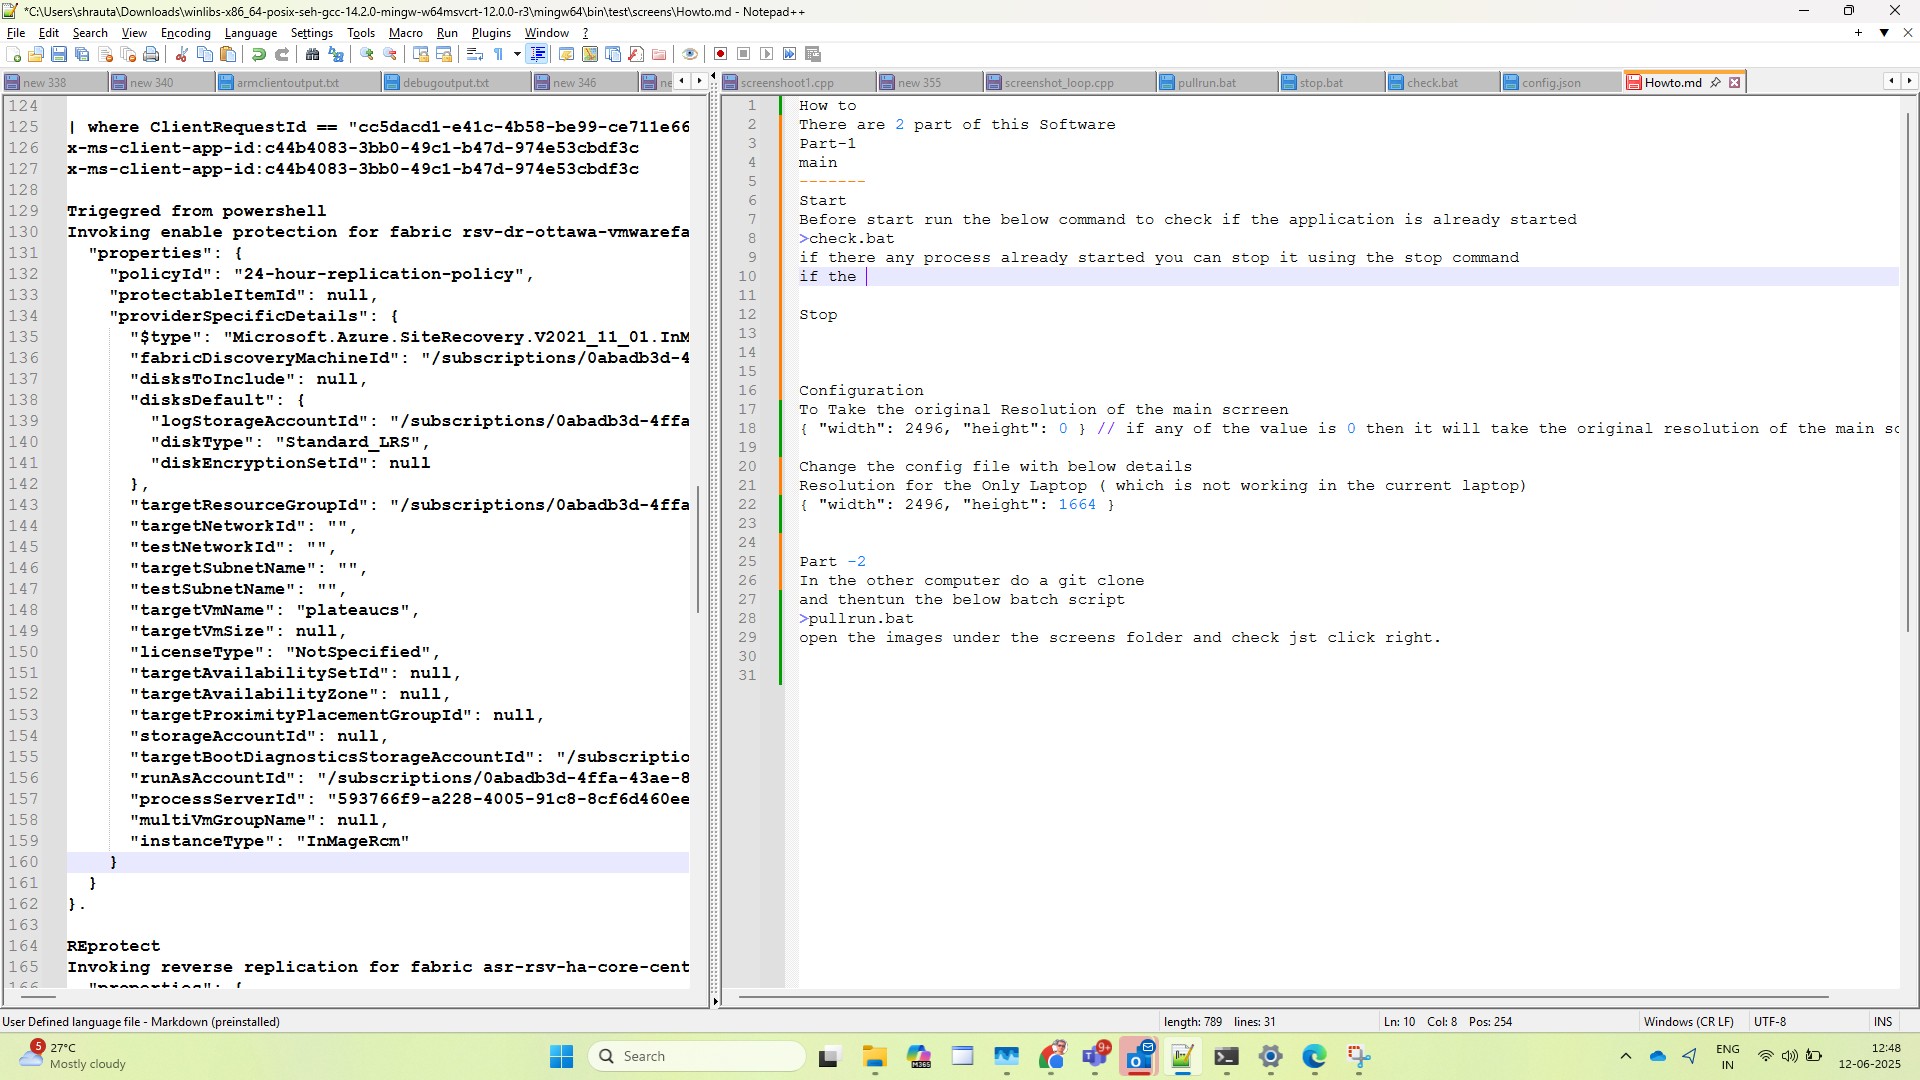 *C:\Users\shrauta\Downloads\winlibs-x86_64-posix-seh-gcc-14.2.0-mingw-w64msvcrt-12.0.0-r3\mingw64\bin\test\screens\Howto.md - Notepad++
File Edit Search View Encoding Language Settings Tools Macro Run Plugins Window ?
new 338 new 340 armclientoutput.txt debugoutput.txt new 346 ne screenshoot1.cpp new 355 screenshot_loop.cpp pullrun.bat stop.bat check.bat config.json Howto.md
124
125 | where ClientRequestId == "cc5dacd1-e41c-4b58-be99-ce711e66
126 x-ms-client-app-id:c44b4083-3bb0-49c1-b47d-974e53cbdf3c
127 x-ms-client-app-id:c44b4083-3bb0-49c1-b47d-974e53cbdf3c
128
129 Trigegred from powershell
130 Invoking enable protection for fabric rsv-dr-ottawa-vmwarefa
131 "properties": {
132 "policyId": "24-hour-replication-policy",
133 "protectableItemId": null,
134 "providerSpecificDetails": {
135 "$type": "Microsoft.Azure.SiteRecovery.V2021_11_01.InM
136 "fabricDiscoveryMachineId": "/subscriptions/0abadb3d-4
137 "disksToInclude": null,
138 "disksDefault": {
139 "logStorageAccountId": "/subscriptions/0abadb3d-4ffa
140 "diskType": "Standard_LRS",
141 "diskEncryptionSetId": null
142 },
143 "targetResourceGroupId": "/subscriptions/0abadb3d-4ffa
144 "targetNetworkId": "",
145 "testNetworkId": "",
146 "targetSubnetName": "",
147 "testSubnetName": "",
148 "targetVmName": "plateaucs",
149 "targetVmSize": null,
150 "licenseType": "NotSpecified",
151 "targetAvailabilitySetId": null,
152 "targetAvailabilityZone": null,
153 "targetProximityPlacementGroupId": null,
154 "storageAccountId": null,
155 "targetBootDiagnosticsStorageAccountId": "/subscriptio
156 "runAsAccountId": "/subscriptions/0abadb3d-4ffa-43ae-8
157 "processServerId": "593766f9-a228-4005-91c8-8cf6d460ee
158 "multiVmGroupName": null,
159 "instanceType": "InMageRcm"
160 }
161 }
162 }.
163
164 REprotect
165 Invoking reverse replication for fabric asr-rsv-ha-core-cent
166 "properties": {
1 How to
2 There are 2 part of this Software
3 Part-1
4 main
5 -------
6 Start
7 Before start run the below command to check if the application is already started
8 >check.bat
9 if there any process already started you can stop it using the stop command
10 if the
11
12 Stop
13
14
15
16 Configuration
17 To Take the original Resolution of the main scrreen
18 { "width": 2496, "height": 0 } // if any of the value is 0 then it will take the original resolution of the main sc
19
20 Change the config file with below details
21 Resolution for the Only Laptop ( which is not working in the current laptop)
22 { "width": 2496, "height": 1664 }
23
24
25 Part -2
26 In the other computer do a git clone
27 and thentun the below batch script
28 >pullrun.bat
29 open the images under the screens folder and check jst click right.
30
31
User Defined language file - Markdown (preinstalled) length: 789 lines: 31 Ln: 10 Col: 8 Pos: 254 Windows (CR LF) UTF-8 INS
5 27°C
Mostly cloudy
Search
M365
9+
ENG
IN
12:48
12-06-2025